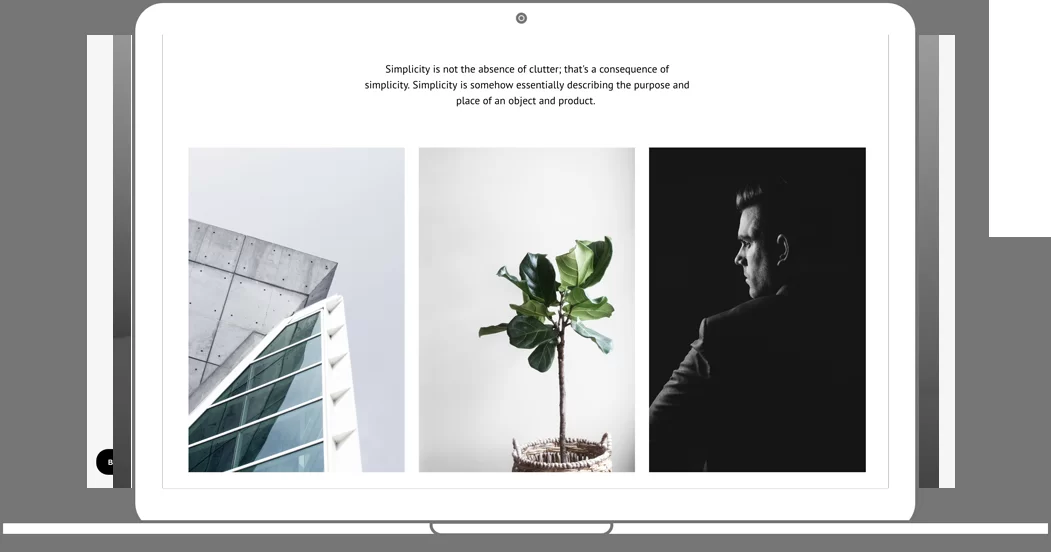 Simplicity is not the absence of clutter; that's a consequence of
simplicity. Simplicity is somehow essentially describing the purpose and
place of an object and product.
B